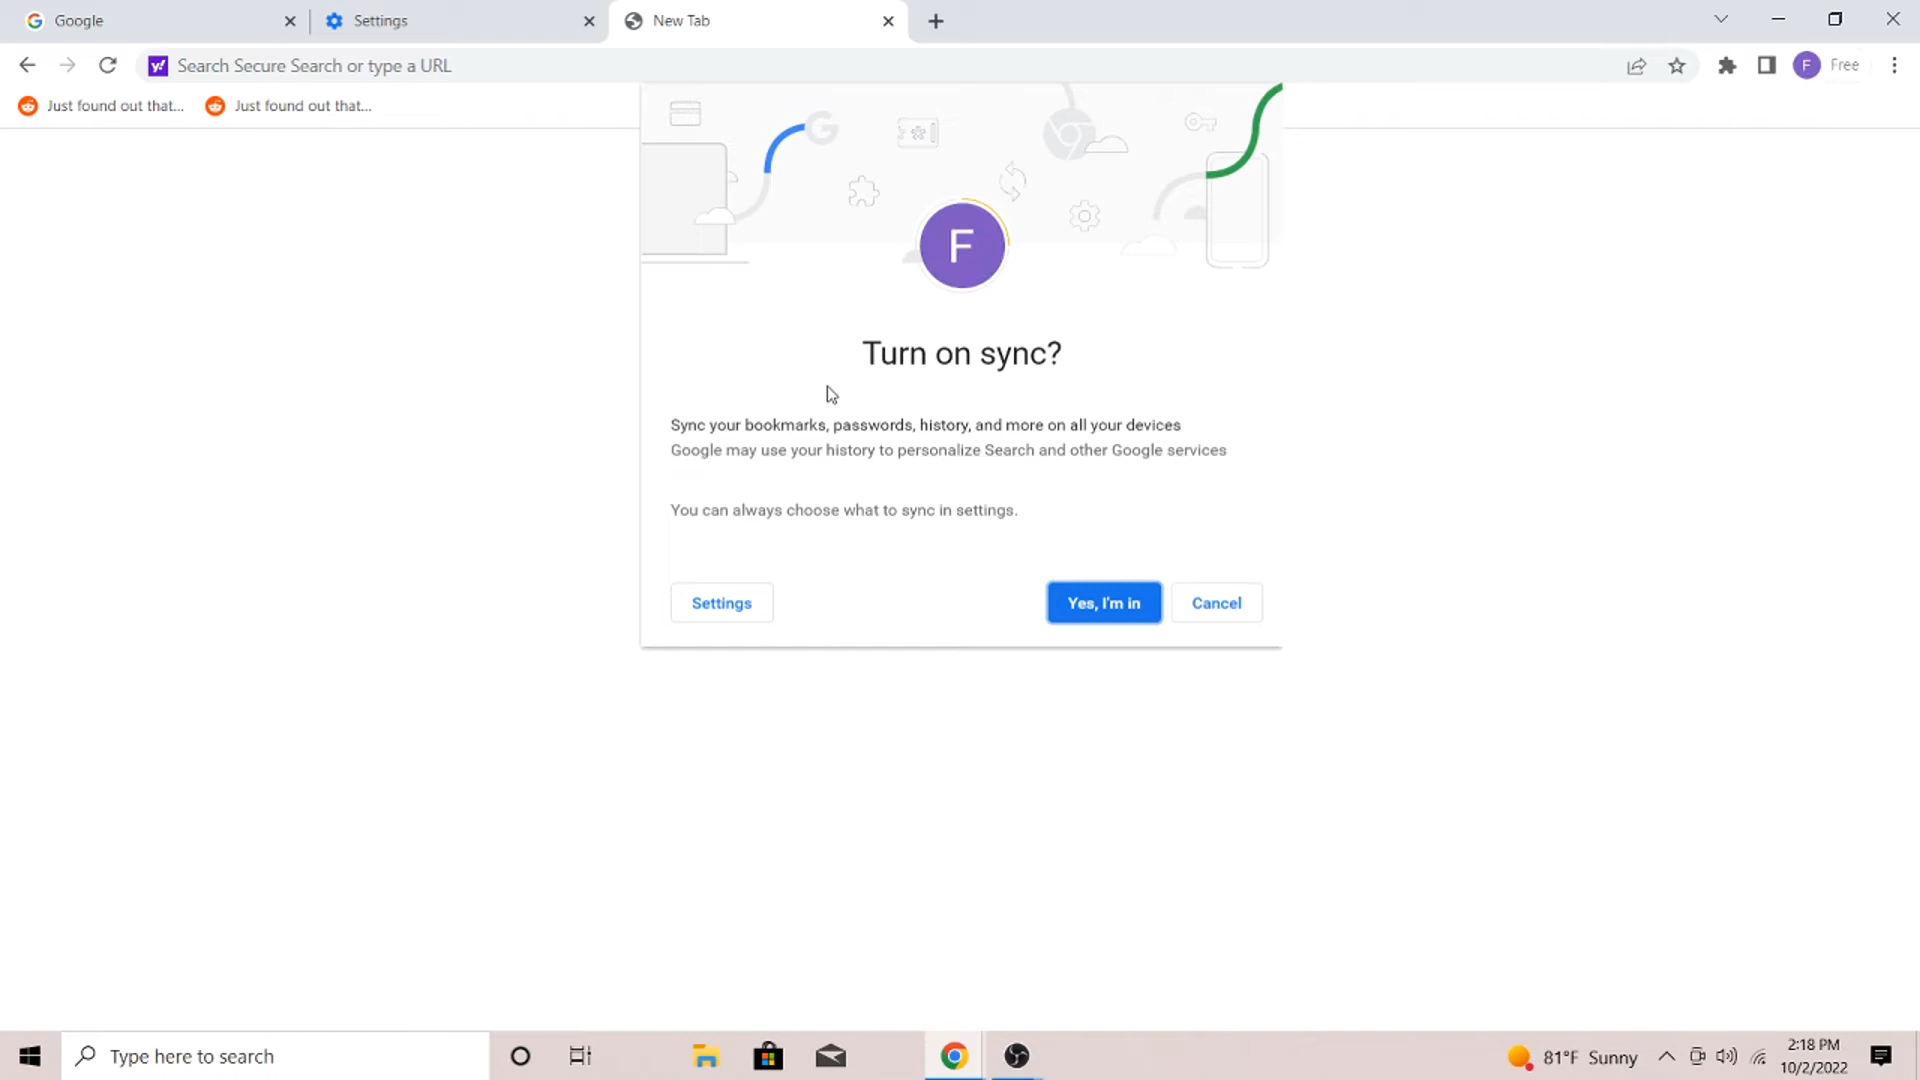 Google
Settings
New Tab
y!
Search Secure Search or type a URL
F
Free
Just found out that...
Just found out that...
G
F
Turn on sync?
Sync your bookmarks, passwords, history, and more on all your devices
Google may use your history to personalize Search and other Google services
You can always choose what to sync in settings.
Settings
Yes, I'm in
Cancel
Type here to search
81°F Sunny
2:18 PM
10/2/2022